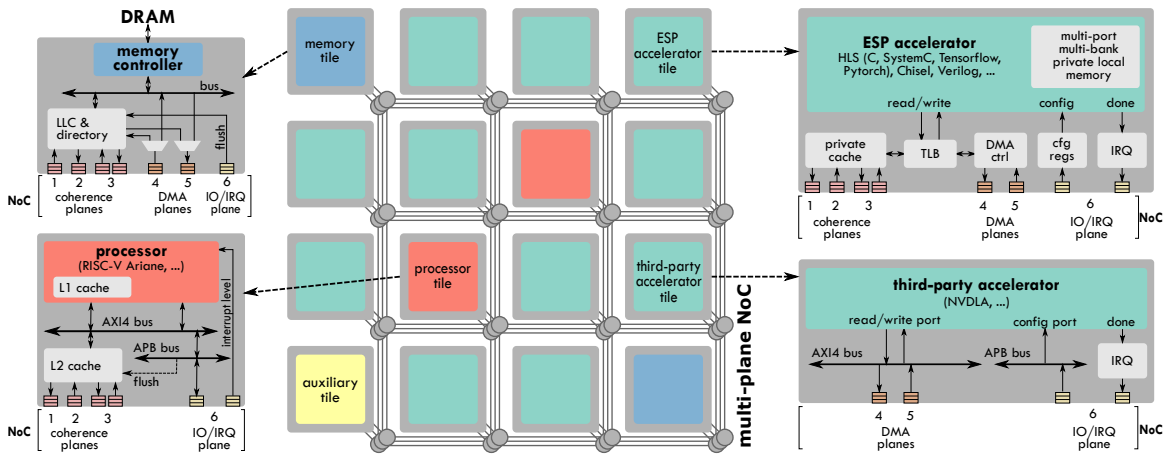 DRAM
memory
controller
bus
LLC &
directory
flush
1 2 3 4 5 6
NoC
coherence
planes
DMA
planes
IO/IRQ
plane
processor
(RISC-V Ariane, ...)
L1 cache
interrupt level
AXI4 bus
APB bus
L2 cache
flush
1 2 3 6
NoC
coherence
planes
IO/IRQ
plane
memory
tile
ESP
accelerator
tile
processor
tile
third-party
accelerator
tile
auxiliary
tile
multi-plane NoC
ESP accelerator
HLS (C, SystemC, Tensorflow,
Pytorch), Chisel, Verilog, ...
multi-port
multi-bank
private local
memory
read/write
config
done
private
cache
TLB
DMA
ctrl
cfg
regs
IRQ
1 2 3 4 5 6
coherence
planes
DMA
planes
IO/IRQ
plane
NoC
third-party accelerator
(NVDLA, ...)
read/write port
config port
done
AXI4 bus
APB bus
IRQ
4 5 6
DMA
planes
IO/IRQ
plane
NoC